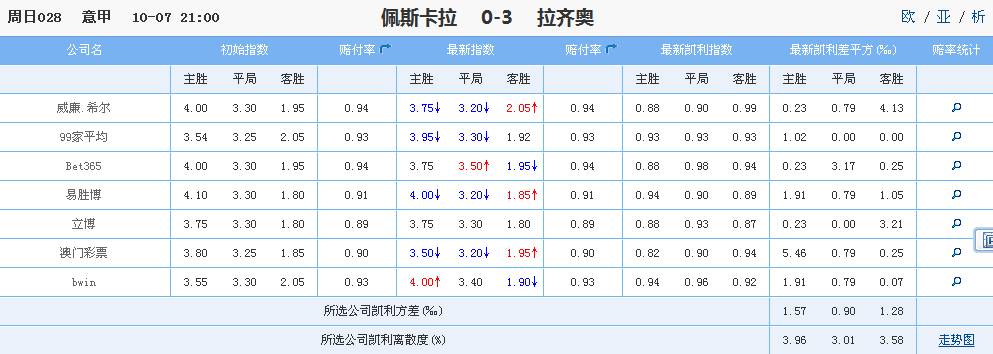 周日028 意甲 10-07 21:00 佩斯卡拉 0-3 拉齐奥 欧 / 亚 / 析
公司名 初始指数 赔付率 最新指数 赔付率 最新凯利指数 最新凯利差平方(‰) 赔率统计
主胜 平局 客胜 主胜 平局 客胜 主胜 平局 客胜 主胜 平局 客胜
威廉.希尔 4.00 3.30 1.95 0.94 3.75↓ 3.20↓ 2.05↑ 0.94 0.88 0.90 0.99 0.23 0.79 4.13
99家平均 3.54 3.25 2.05 0.93 3.95↓ 3.30↓ 1.92 0.93 0.93 0.93 0.93 1.02 0.00 0.00
Bet365 4.00 3.30 1.95 0.94 3.75 3.50↑ 1.95↓ 0.94 0.88 0.98 0.94 0.23 3.17 0.25
易胜博 4.10 3.30 1.80 0.91 4.00↓ 3.20↓ 1.85↑ 0.91 0.94 0.90 0.89 1.91 0.79 1.05
立博 3.75 3.30 1.80 0.89 3.75 3.30 1.80 0.89 0.88 0.93 0.87 0.23 0.00 3.21
澳门彩票 3.80 3.25 1.85 0.90 3.50↓ 3.20↓ 1.95↑ 0.90 0.82 0.90 0.94 5.46 0.79 0.25
bwin 3.55 3.30 2.05 0.93 4.00↑ 3.40 1.90↓ 0.93 0.94 0.96 0.92 1.91 0.79 0.07
所选公司凯利方差(‰) 1.57 0.90 1.28
所选公司凯利离散度(%) 3.96 3.01 3.58 走势图